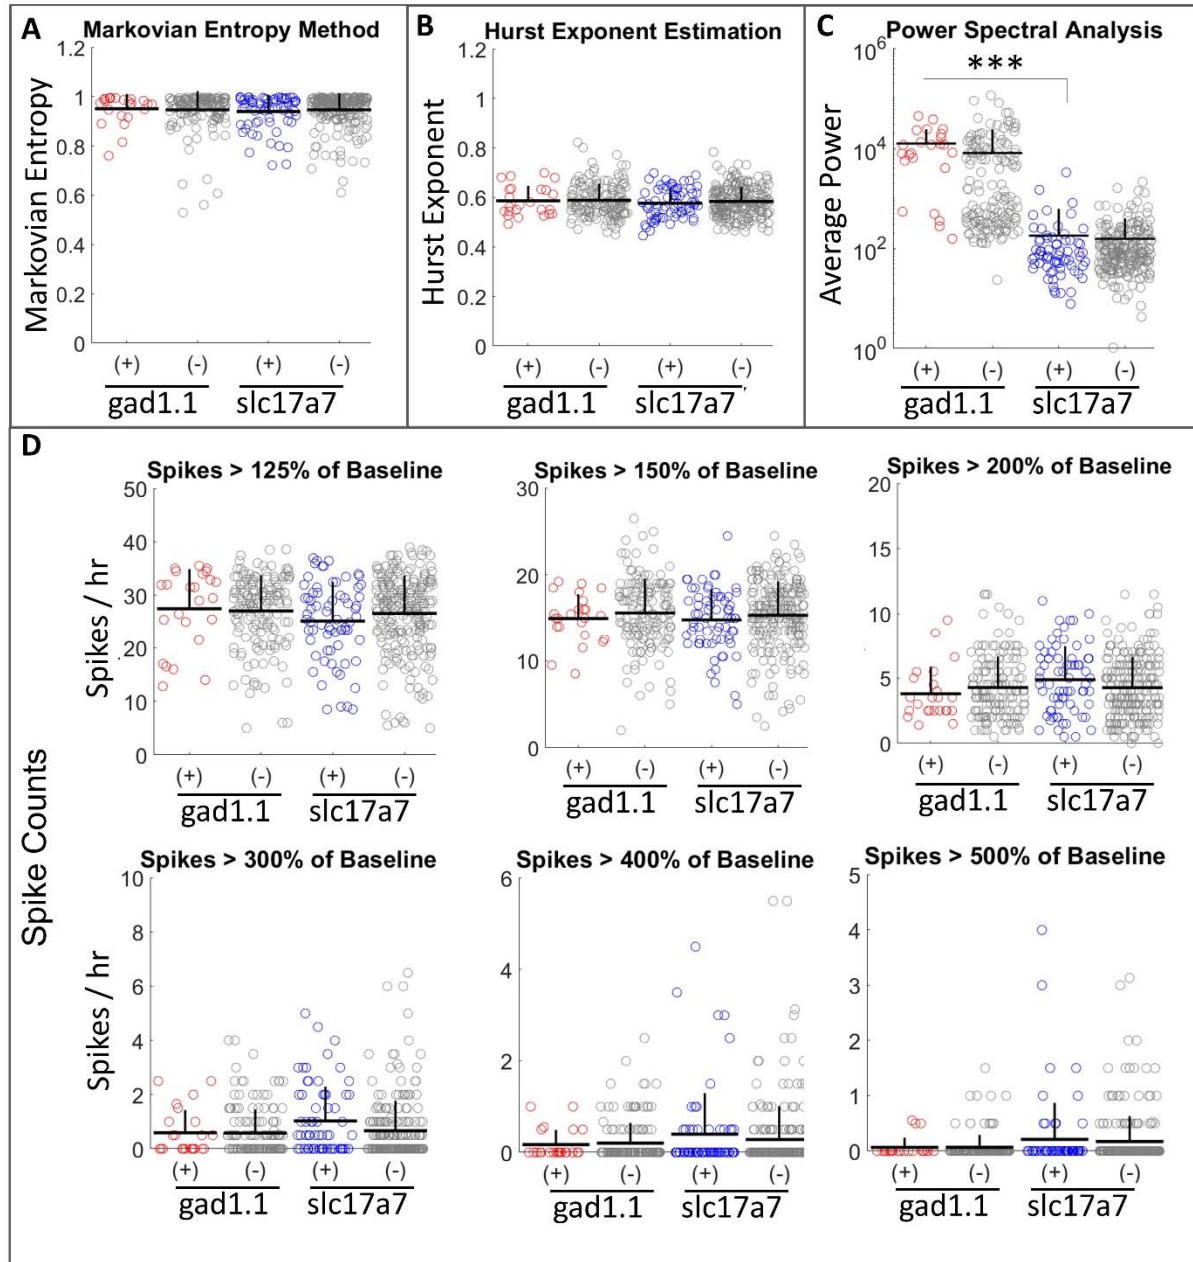 A
Markovian Entropy Method
Markovian Entropy
1.2
1
0.8
0.6
0.4
0.2
0
(+) (-) (+) (-)
gad1.1 slc17a7
B
Hurst Exponent Estimation
Hurst Exponent
1.2
1
0.8
0.6
0.4
0.2
0
(+) (-) (+) (-)
gad1.1 slc17a7
C
Power Spectral Analysis
Average Power
10^6
10^4
10^2
10^0
***
(+) (-) (+) (-)
gad1.1 slc17a7
D
Spike Counts
Spikes > 125% of Baseline
Spikes / hr
50
40
30
20
10
0
(+) (-) (+) (-)
gad1.1 slc17a7
Spikes > 150% of Baseline
30
20
10
0
(+) (-) (+) (-)
gad1.1 slc17a7
Spikes > 200% of Baseline
20
15
10
5
0
(+) (-) (+) (-)
gad1.1 slc17a7
Spikes > 300% of Baseline
Spikes / hr
10
8
6
4
2
0
(+) (-) (+) (-)
gad1.1 slc17a7
Spikes > 400% of Baseline
6
4
2
0
(+) (-) (+) (-)
gad1.1 slc17a7
Spikes > 500% of Baseline
5
4
3
2
1
0
(+) (-) (+) (-)
gad1.1 slc17a7